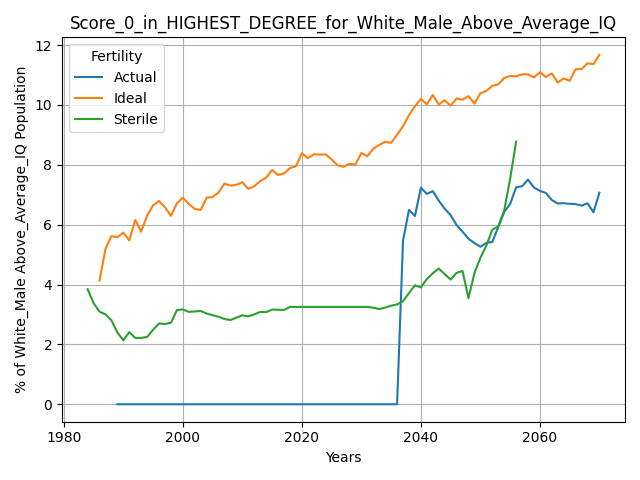 Score_0_in_HIGHEST_DEGREE_for_White_Male_Above_Average_IQ
% of White_Male Above_Average_IQ Population
12
10
8
6
4
2
0
Fertility
Actual
Ideal
Sterile
1980 2000 2020 2040 2060
Years